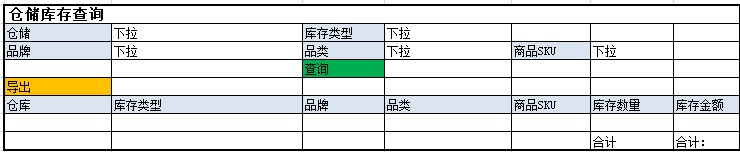 仓储库存查询
仓储 下拉 库存类型 下拉
品牌 下拉 品类 下拉 商品SKU 下拉
查询
导出
仓库 库存类型 品牌 品类 商品SKU 库存数量 库存金额
合计 合计: